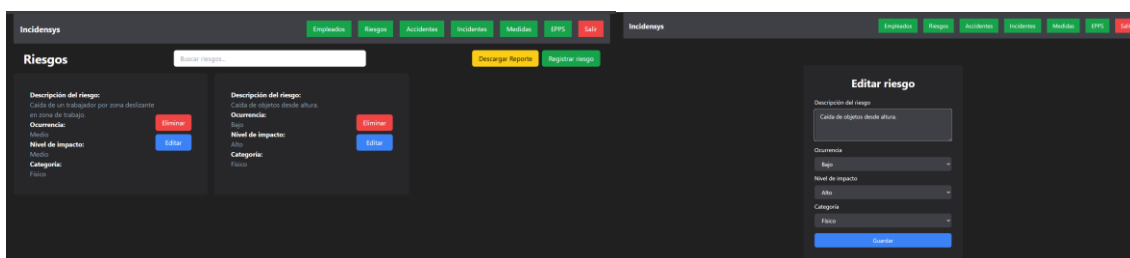 Incidensys
Empleados Riesgos Accidentes Incidentes Medidas EPPS Salir
Riesgos
Buscar riesgos...
Descargar Reporte Registrar riesgo
Descripción del riesgo:
Caída de un trabajador por zona deslizante
en zona de trabajo.
Ocurrencia:
Medio
Nivel de impacto:
Medio
Categoría:
Físico
Eliminar
Editar
Descripción del riesgo:
Caída de objetos desde altura.
Ocurrencia:
Bajo
Nivel de impacto:
Alto
Categoría:
Físico
Eliminar
Editar
Incidensys
Empleados Riesgos Accidentes Incidentes Medidas EPPS Sali
Editar riesgo
Descripción del riesgo
Caída de objetos desde altura.
Ocurrencia
Bajo
Nivel de impacto
Alto
Categoría
Físico
Guardar